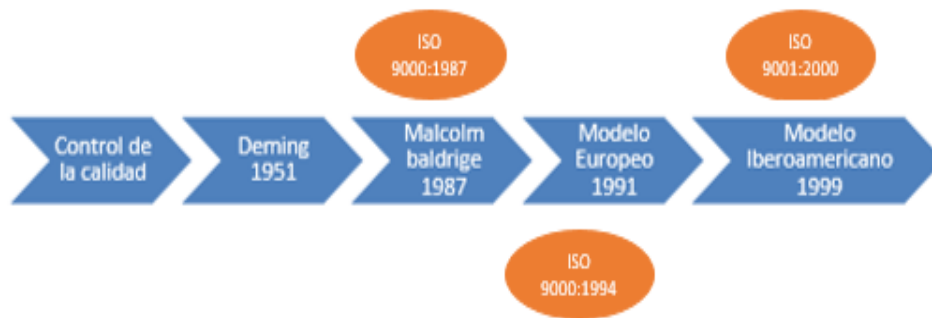 ISO
9000:1987
ISO
9001:2000
Control de
la calidad
Deming
1951
Malcolm
baldrige
1987
Modelo
Europeo
1991
Modelo
Iberoamericano
1999
ISO
9000:1994